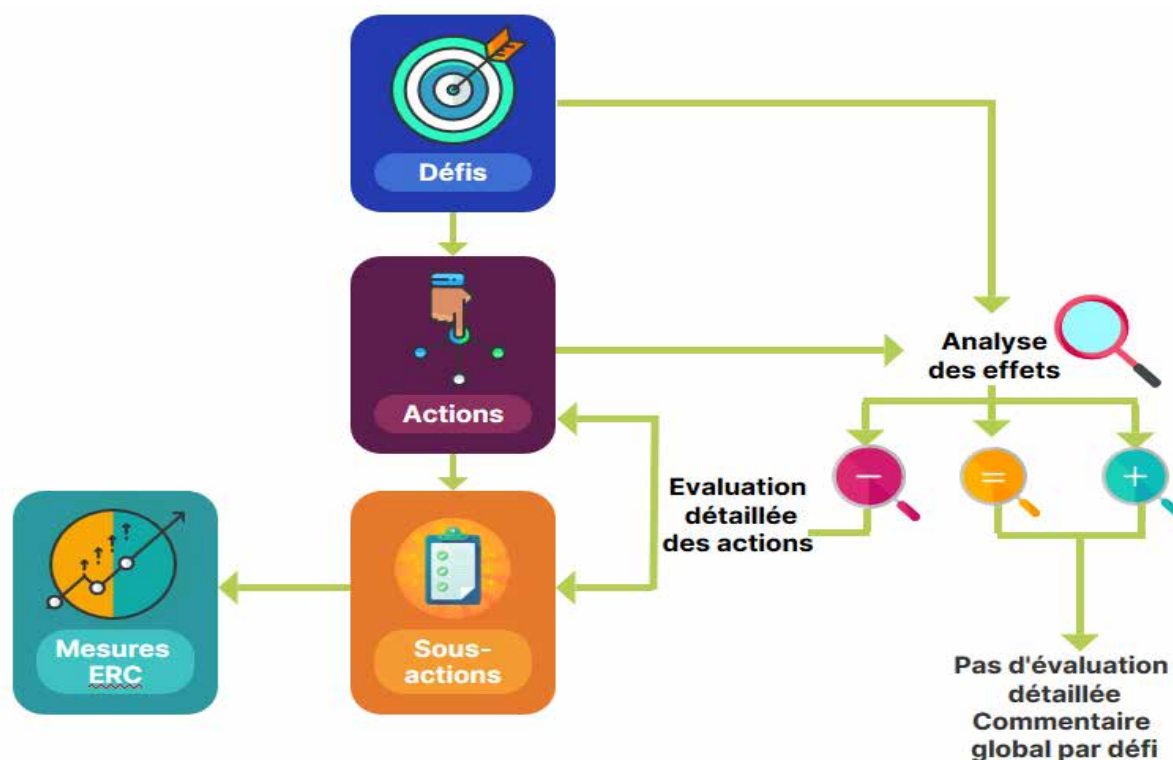 Défis
Analyse
des effets
Actions
Evaluation
détaillée
des actions
−
=
+
Mesures
ERC
Sous-
actions
Pas d'évaluation
détaillée
Commentaire
global par défi